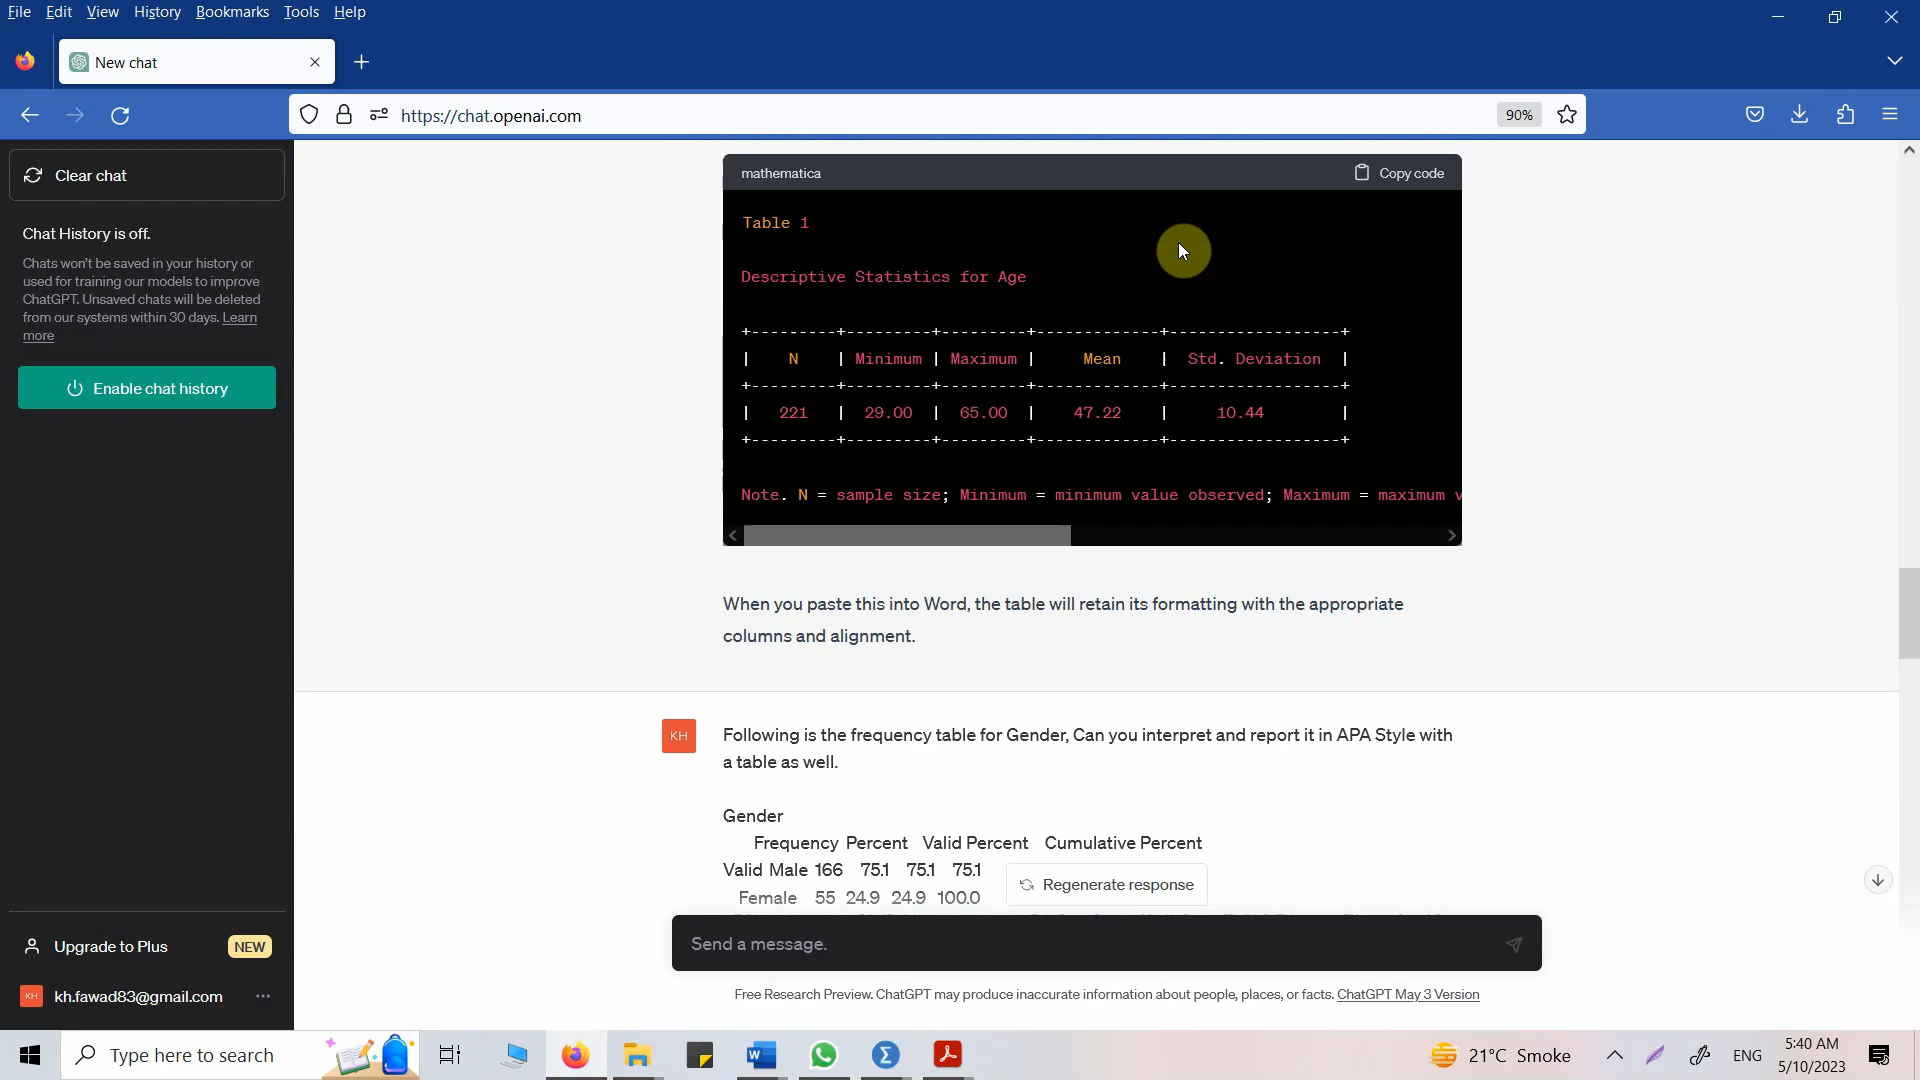 File Edit View History Bookmarks Tools Help
New chat
https://chat.openai.com
90%
Clear chat
Chat History is off.
Chats won't be saved in your history or
used for training our models to improve
ChatGPT. Unsaved chats will be deleted
from our systems within 30 days. Learn
more
Enable chat history
mathematica
Copy code
Table 1
Descriptive Statistics for Age
+---------+---------+---------+-------------+------------------+
| N | Minimum | Maximum | Mean | Std. Deviation |
+---------+---------+---------+-------------+------------------+
| 221 | 29.00 | 65.00 | 47.22 | 10.44 |
+---------+---------+---------+-------------+------------------+
Note. N = sample size; Minimum = minimum value observed; Maximum = maximum
When you paste this into Word, the table will retain its formatting with the appropriate
columns and alignment.
KH
Following is the frequency table for Gender, Can you interpret and report it in APA Style with
a table as well.
Gender
Frequency Percent Valid Percent Cumulative Percent
Valid Male 166 75.1 75.1 75.1
Female 55 24.9 24.9 100.0
Regenerate response
Send a message.
Free Research Preview. ChatGPT may produce inaccurate information about people, places, or facts. ChatGPT May 3 Version
Upgrade to Plus
NEW
KH
kh.fawad83@gmail.com
Type here to search
21°C Smoke
ENG
5:40 AM
5/10/2023